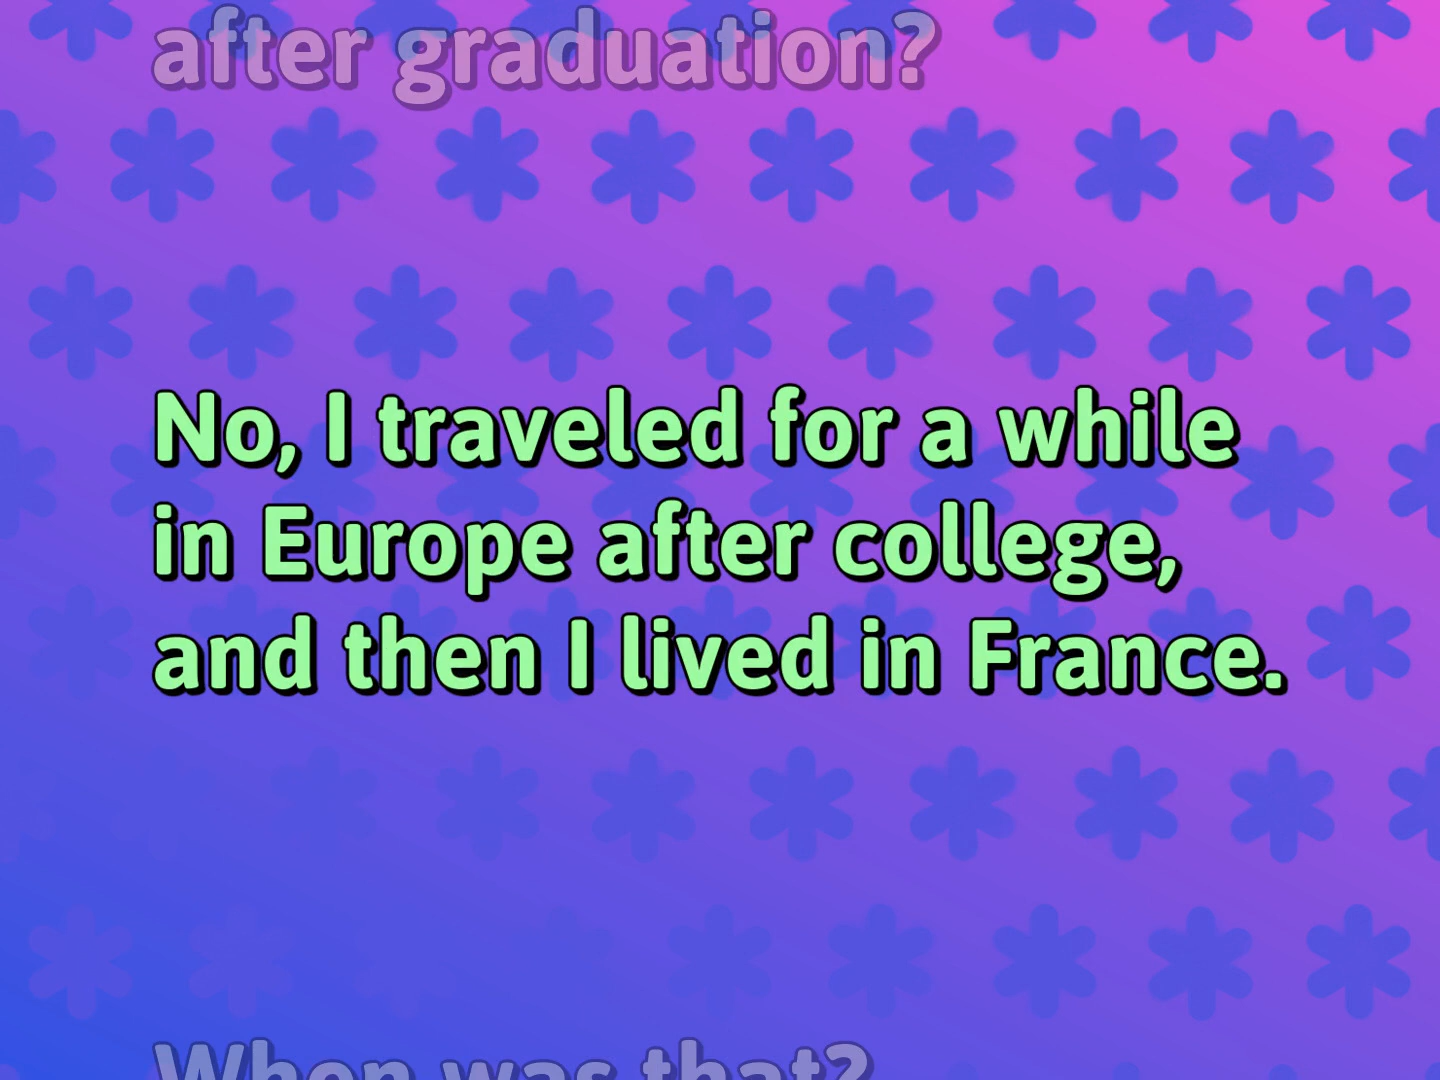 after graduation?
No, I traveled for a while
in Europe after college,
and then I lived in France.
When was that?